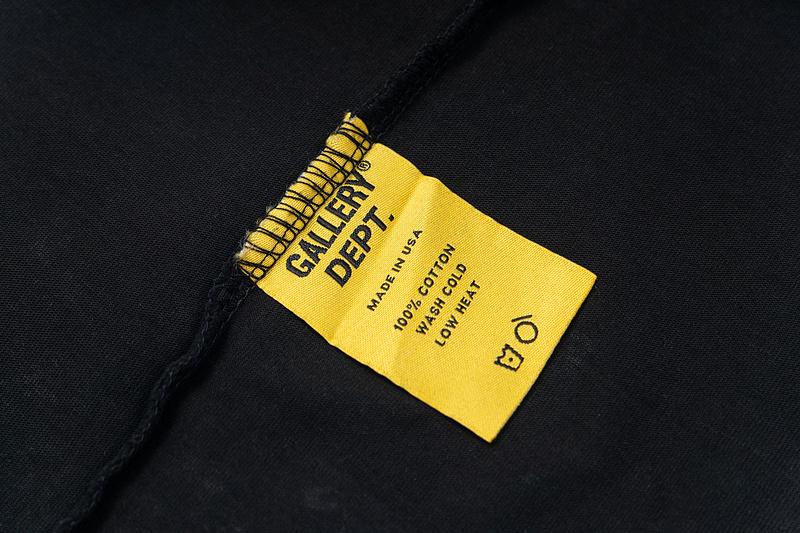 GALLERY®
DEPT.
MADE IN USA
100% COTTON
WASH COLD
LOW HEAT